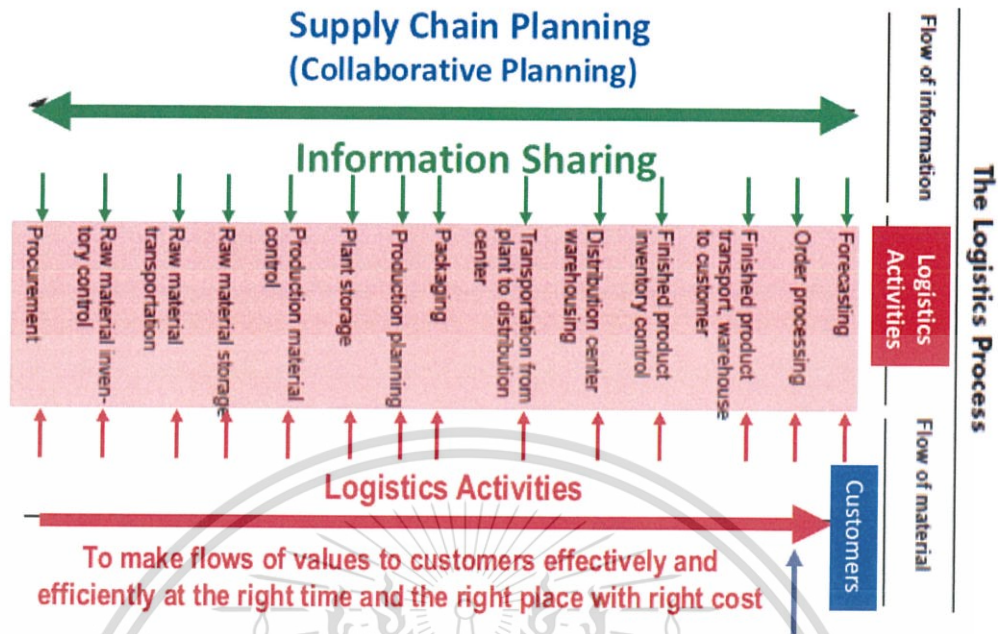 The Logistics Process
Flow of information
Logistics
Activities
Flow of material
Supply Chain Planning
(Collaborative Planning)
Information Sharing
Procurement
Raw material inven-
tory control
Raw material
transportation
Raw material storage
Production material
control
Plant storage
Production planning
Packaging
Transportation from
plant to distribution
center
Distribution center
warehousing
Finished product
inventory control
Finished product
transport, warehouse
to customer
Order processing
Forecasting
Customers
Logistics Activities
To make flows of values to customers effectively and
efficiently at the right time and the right place with right cost